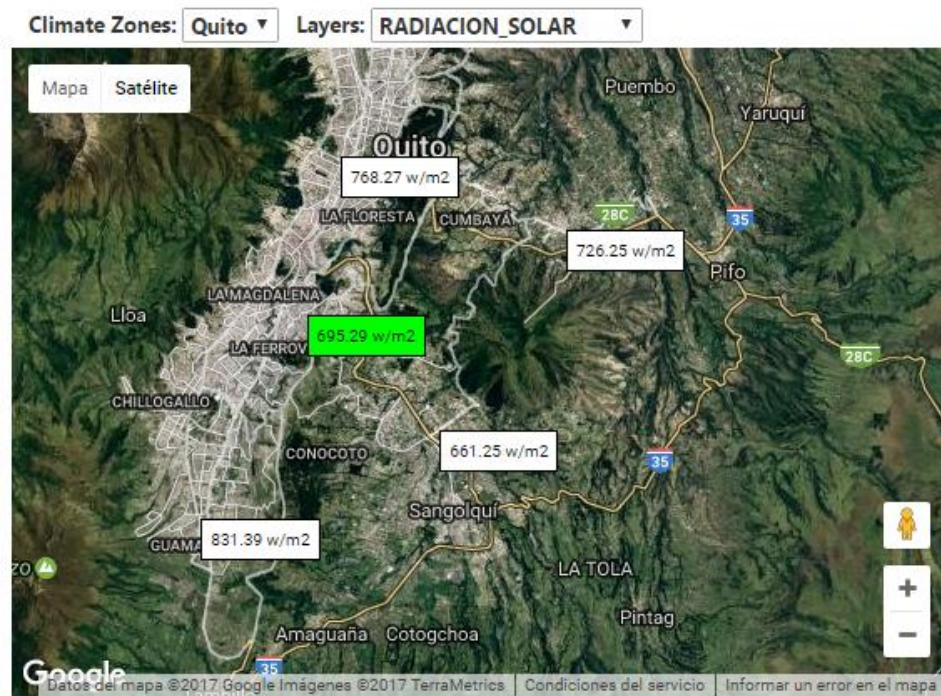 Climate Zones: Quito Layers: RADIACION_SOLAR
Mapa Satélite
Puembo
Yaruquí
Quito
768.27 w/m2
LA FLORESTA
CUMBAYÁ
28C
35
726.25 w/m2
Pifo
LA MAGDALENA
Lloa
695.29 w/m2
LA FERROV
28C
CHILLOGALLO
CONOCOTO
661.25 w/m2
35
Sangolquí
GUAMA
831.39 w/m2
ZO
LA TOLA
Pintag
Amaguaña
Cotogchoa
35
Google
Datos del mapa ©2017 Google Imágenes ©2017 TerraMetrics Condiciones del servicio Informar un error en el mapa